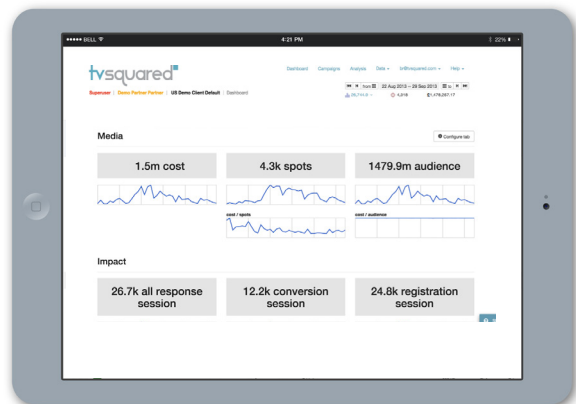 BELL 4:21 PM 22%
tvsquared
Dashboard Campaigns Analysis Data Help
Superuser | Demo Partner Partner | US Demo Client Default | Dashboard
from 22 Aug 2013 – 29 Sep 2013 to
Media
Configure tab
1.5m cost
4.3k spots
1479.9m audience
cost / spots
cost / audience
Impact
26.7k all response session
12.2k conversion session
24.8k registration session